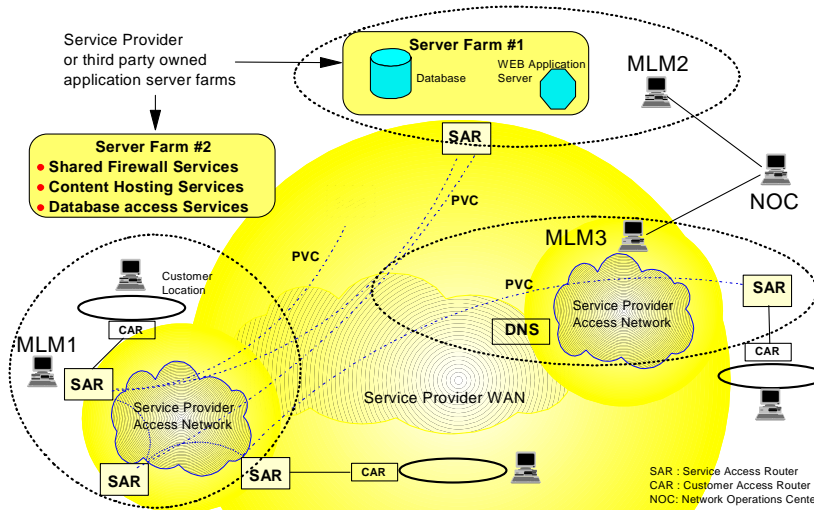 Service Provider
or third party owned
application server farms
Server Farm #1
Database
WEB Application
Server
MLM2
Server Farm #2
Shared Firewall Services
Content Hosting Services
Database access Services
SAR
NOC
PVC
PVC
MLM3
PVC
Customer
Location
CAR
MLM1
SAR
Service Provider
Access Network
SAR
DNS
CAR
Service Provider WAN
Service Provider
Access Network
SAR
SAR
CAR
SAR : Service Access Router
CAR : Customer Access Router
NOC: Network Operations Cente